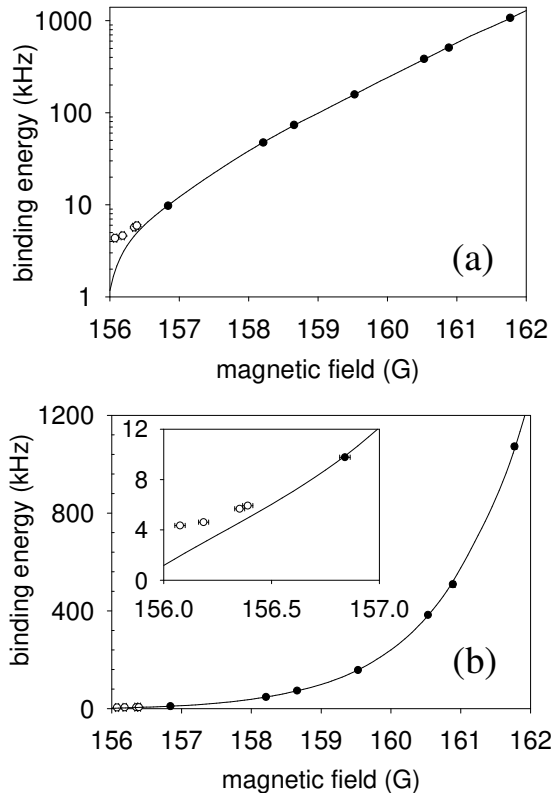 1000
100
10
1
binding energy (kHz)
(a)
156 157 158 159 160 161 162
magnetic field (G)
1200
800
400
0
binding energy (kHz)
12
8
4
0
156.0 156.5 157.0
(b)
156 157 158 159 160 161 162
magnetic field (G)